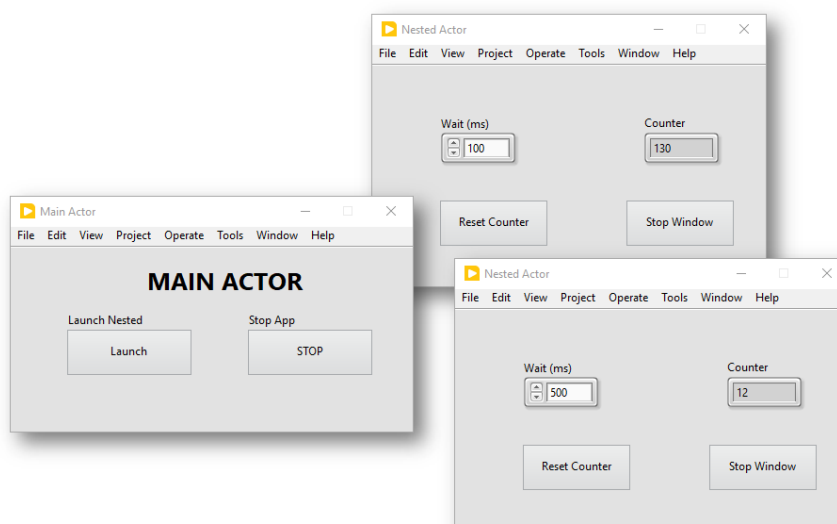 Nested Actor
File Edit View Project Operate Tools Window Help
Wait (ms) Counter
100 130
Reset Counter Stop Window
Main Actor
File Edit View Project Operate Tools Window Help
MAIN ACTOR
Launch Nested Stop App
Launch STOP
Nested Actor
File Edit View Project Operate Tools Window Help
Wait (ms) Counter
500 12
Reset Counter Stop Window